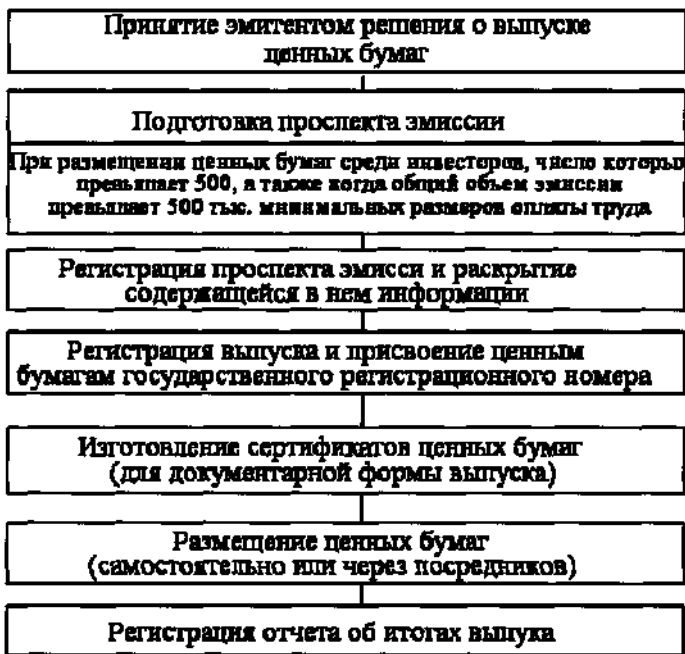 Принятие эмитентом решения о выпуске
ценных бумаг
Подготовка проспекта эмиссии
При размещении ценных бумаг среди инвесторов, число которых
превышает 500, а также когда общий объем эмиссии
превышает 500 тыс. минимальных размеров оплаты труда
Регистрация проспекта эмисси и раскрытие
содержащейся в нем информации
Регистрация выпуска и присвоение ценным
бумагам государственного регистрационного номера
Изготовление сертификатов ценных бумаг
(для документарной формы выпуска)
Размещение ценных бумаг
(самостоятельно или через посредников)
Регистрация отчета об итогах выпука